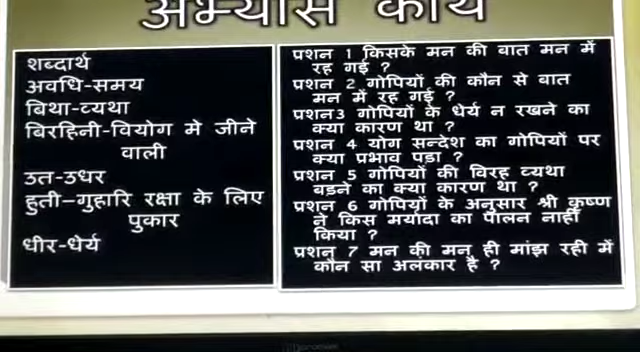 अभ्यास कार्य
शब्दार्थ
अवधि-समय
बिथा-व्यथा
बिरहिनी-वियोग मे जीने
वाली
उत-उधर
हुती–गुहारि रक्षा के लिए
पुकार
धीर-धेर्य
प्रशन 1 किसके मन की बात मन में
रह गई ?
प्रशन 2 गोपियों की कौन से बात
मन में रह गई ?
प्रशन3 गोपियों के धेर्य न रखने का
क्या कारण था ?
प्रशन 4 योग सन्देश का गोपियों पर
क्या प्रभाव पड़ा ?
प्रशन 5 गोपियों की विरह व्यथा
बड़ने का क्या कारण था ?
प्रशन 6 गोपियों के अनुसार श्री कृष्ण
ने किस मर्यादा का पालन नाहीं
किया ?
प्रशन 7 मन की मन ही मांझ रही में
कौन सा अलंकार है ?